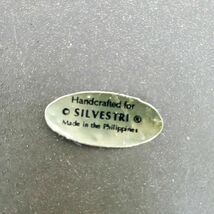 Handcrafted for
© SILVESTRI ®
Made in the Philippines